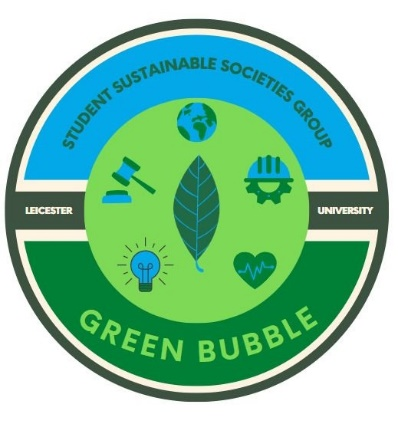 STUDENT SUSTAINABLE SOCIETIES GROUP
LEICESTER
UNIVERSITY
GREEN BUBBLE